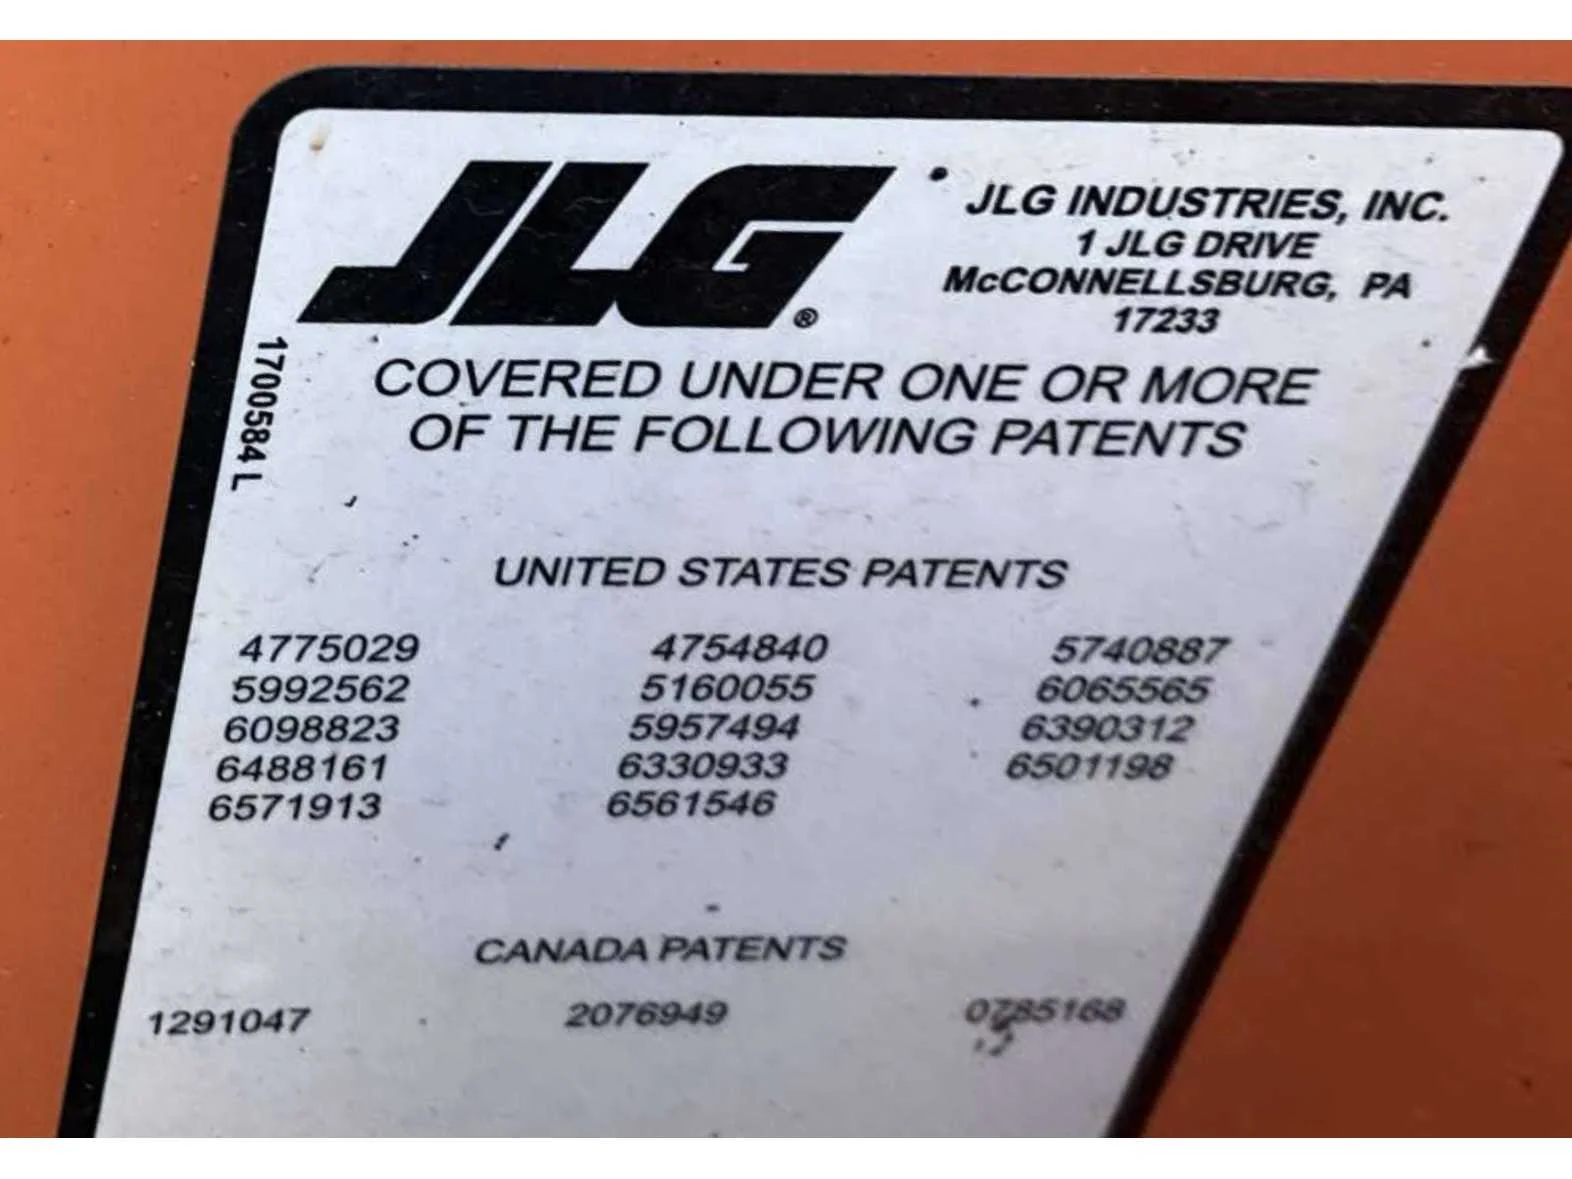 JLG®
JLG INDUSTRIES, INC.
1 JLG DRIVE
McCONNELLSBURG, PA
17233
1700584 L
COVERED UNDER ONE OR MORE
OF THE FOLLOWING PATENTS
UNITED STATES PATENTS
4775029 4754840 5740887
5992562 5160055 6065565
6098823 5957494 6390312
6488161 6330933 6501198
6571913 6561546
CANADA PATENTS
1291047 2076949 0785168